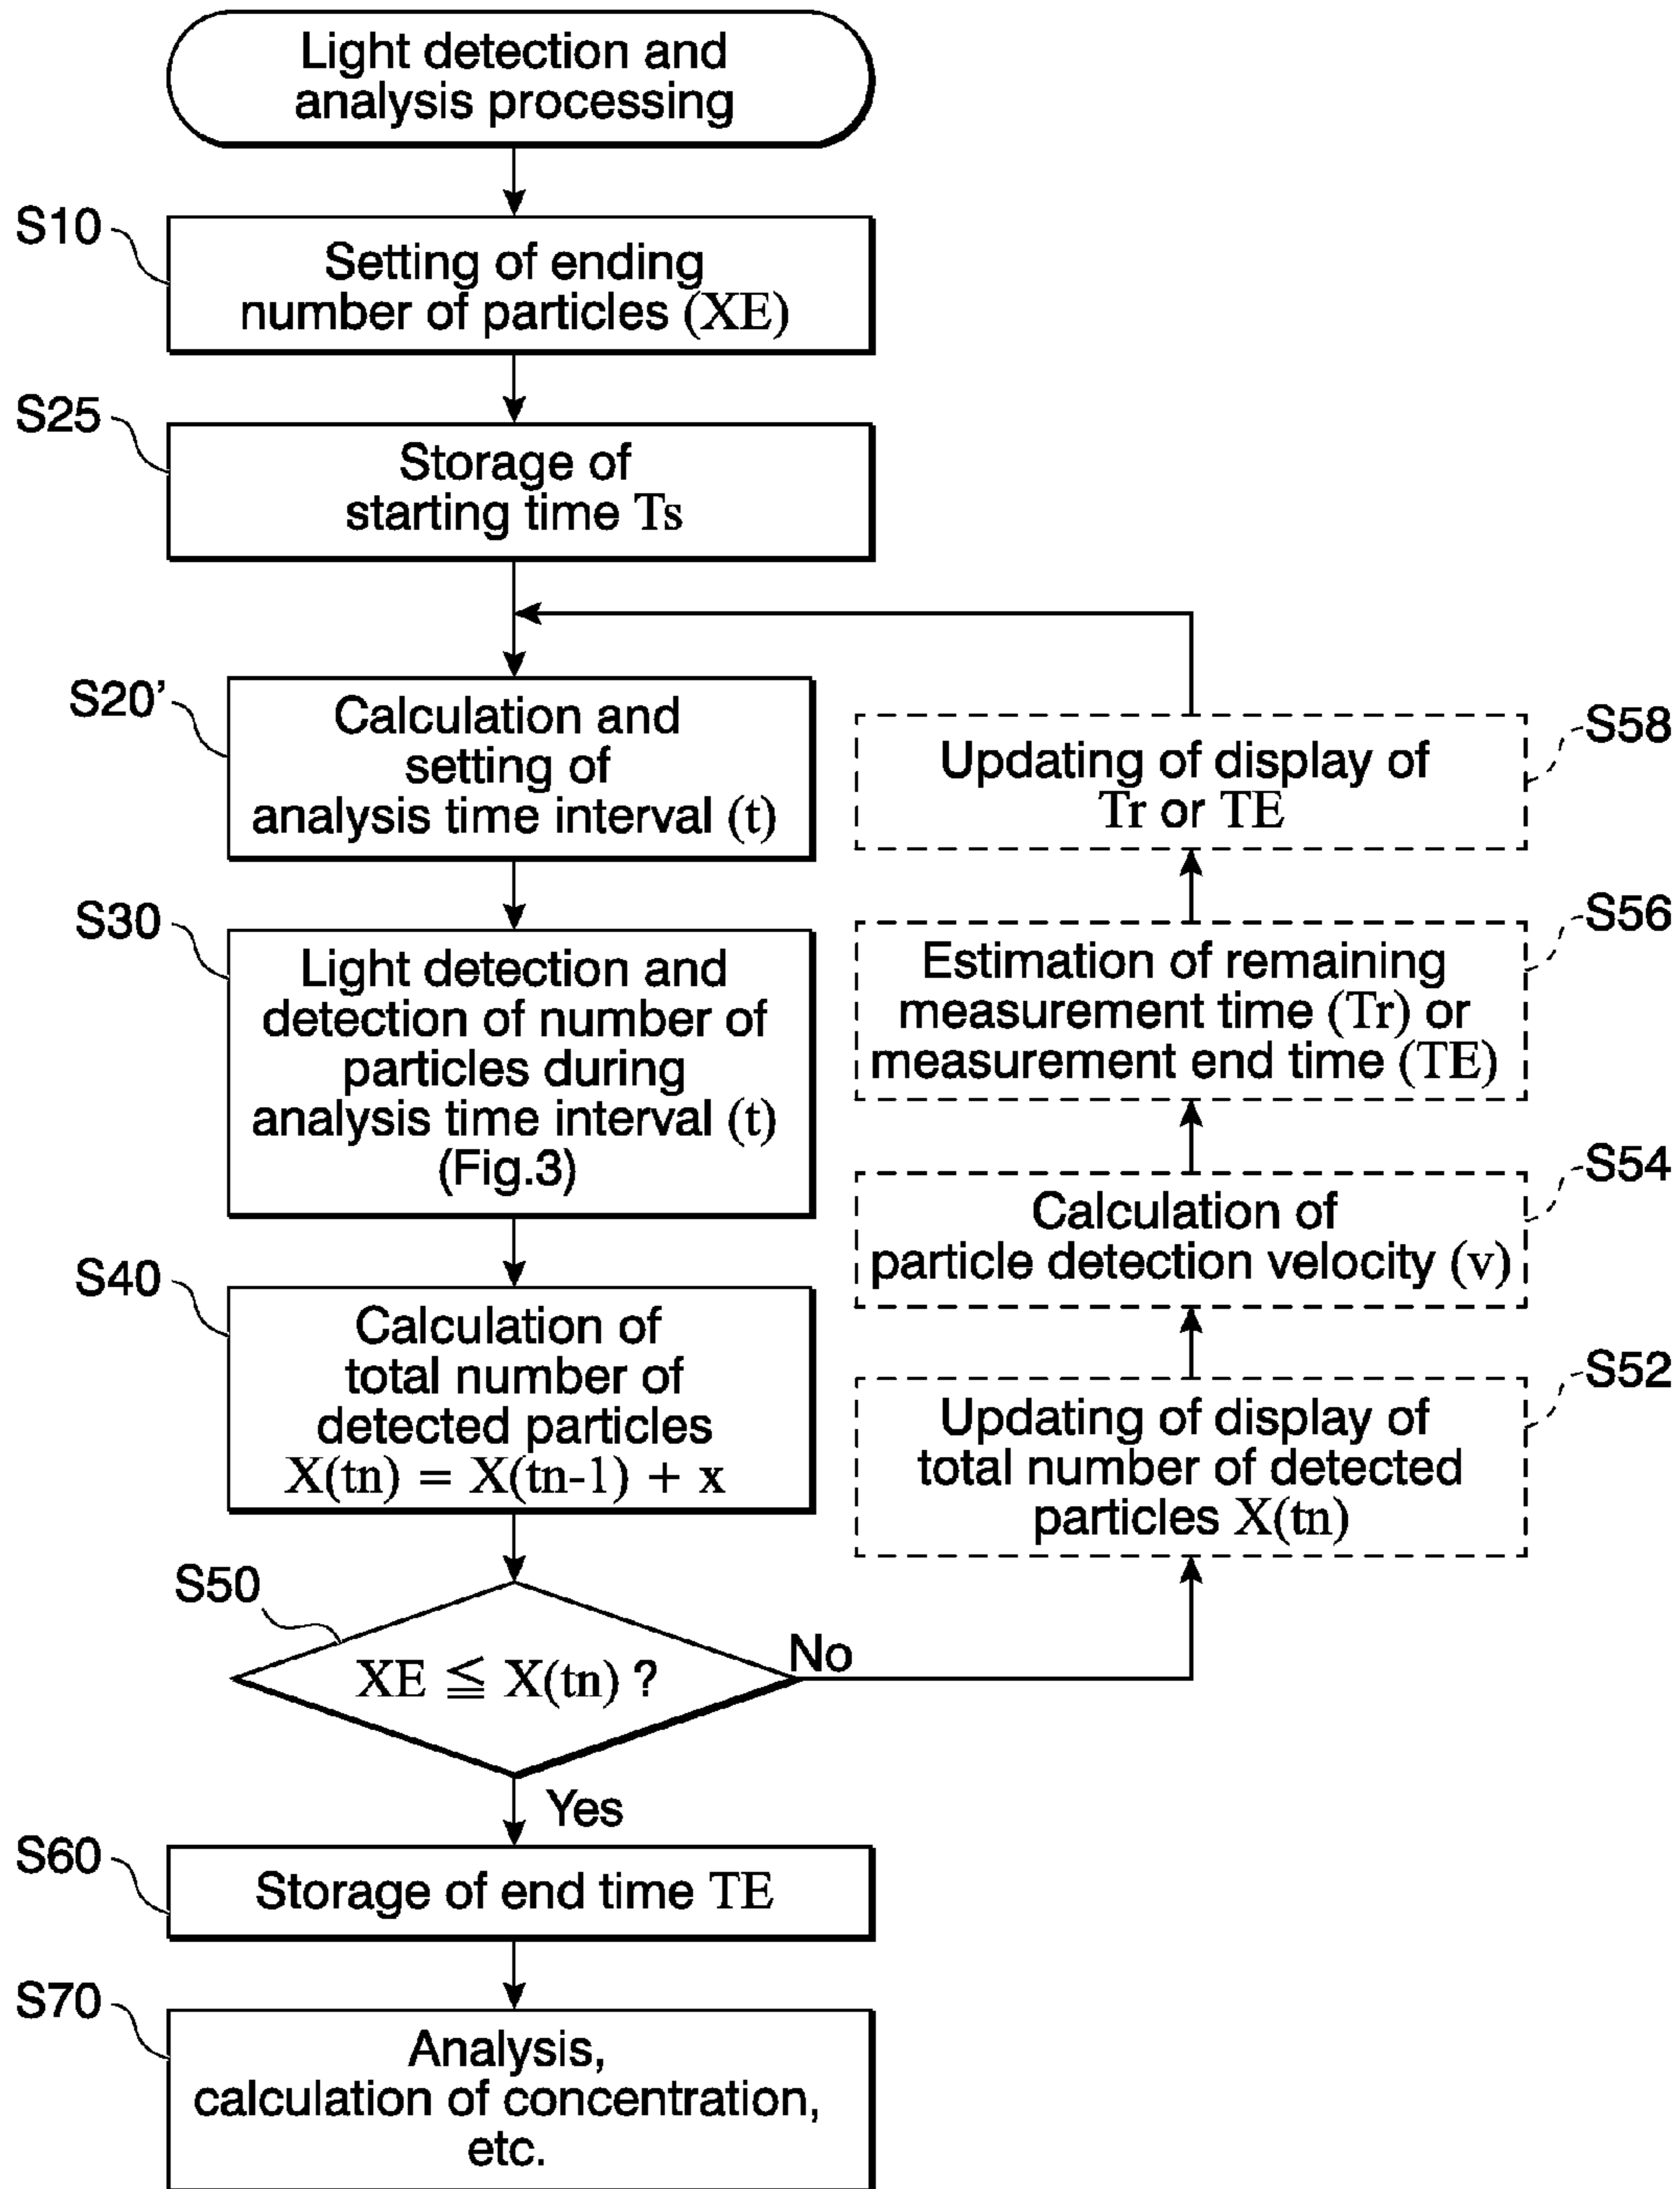 Light detection and
analysis processing
S10
Setting of ending
number of particles (XE)
S25
Storage of
starting time Ts
S20’
Calculation and
setting of
analysis time interval (t)
S30
Light detection and
detection of number of
particles during
analysis time interval (t)
(Fig.3)
S40
Calculation of
total number of
detected particles
X(tn) = X(tn-1) + x
S50
XE ≦ X(tn) ?
No
Yes
S52
Updating of display of
total number of detected
particles X(tn)
S54
Calculation of
particle detection velocity (v)
S56
Estimation of remaining
measurement time (Tr) or
measurement end time (TE)
S58
Updating of display of
Tr or TE
S60
Storage of end time TE
S70
Analysis,
calculation of concentration,
etc.